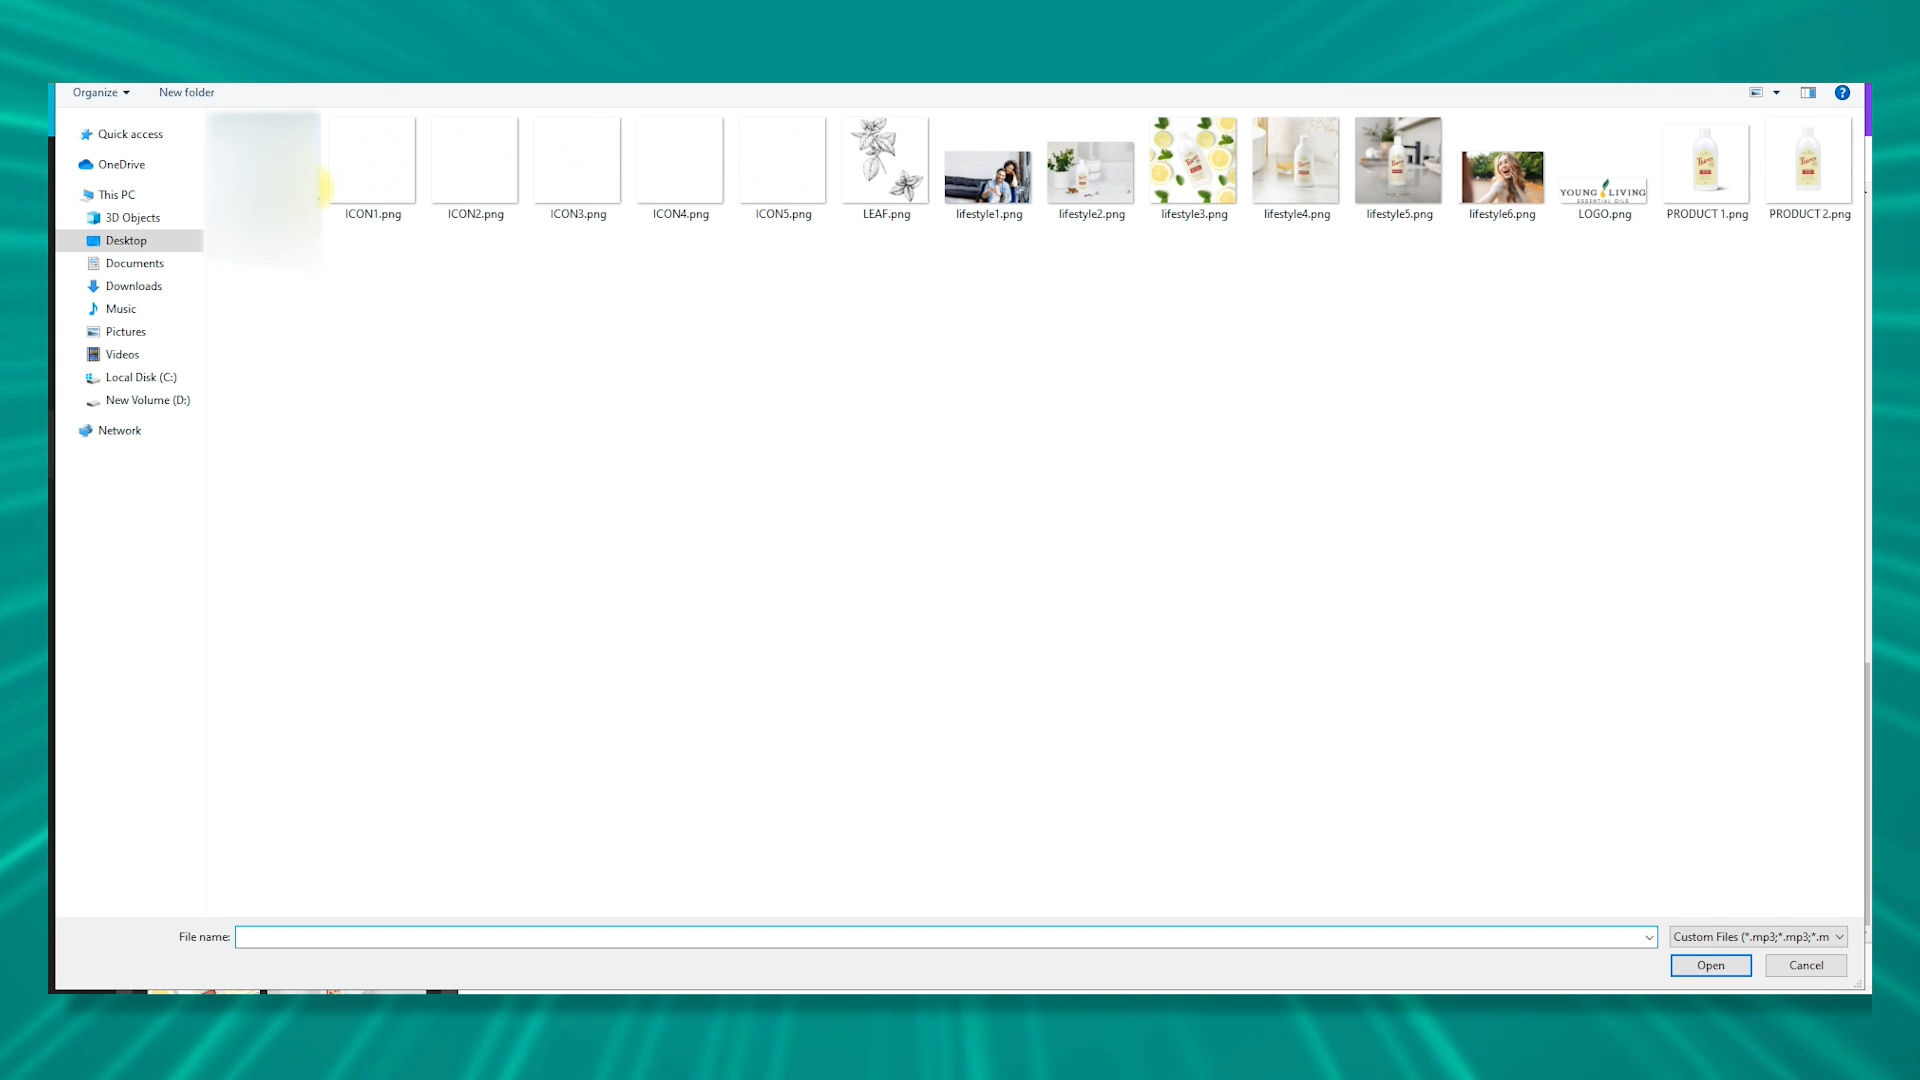 Organize
New folder
Quick access
OneDrive
This PC
3D Objects
Desktop
Documents
Downloads
Music
Pictures
Videos
Local Disk (C:)
New Volume (D:)
Network
ICON1.png
ICON2.png
ICON3.png
ICON4.png
ICON5.png
LEAF.png
lifestyle1.png
lifestyle2.png
lifestyle3.png
lifestyle4.png
lifestyle5.png
lifestyle6.png
YOUNG LIVING
ESSENTIAL OILS
LOGO.png
PRODUCT 1.png
PRODUCT 2.png
File name:
Custom Files (*.mp3;*.mp3;*.m
Open
Cancel